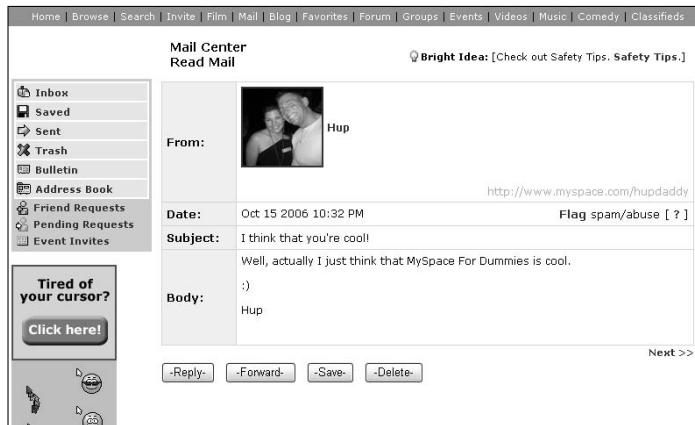 Home | Browse | Search | Invite | Film | Mail | Blog | Favorites | Forum | Groups | Events | Videos | Music | Comedy | Classifieds
Mail Center
Read Mail
Bright Idea: [Check out Safety Tips. Safety Tips.]
Inbox
Saved
Sent
Trash
Bulletin
Address Book
Friend Requests
Pending Requests
Event Invites
Tired of
your cursor?
Click here!
From:
Hup
http://www.myspace.com/hupdaddy
Date: Oct 15 2006 10:32 PM Flag spam/abuse [ ? ]
Subject: I think that you're cool!
Body:
Well, actually I just think that MySpace For Dummies is cool.
:)
Hup
Next >>
-Reply- -Forward- -Save- -Delete-